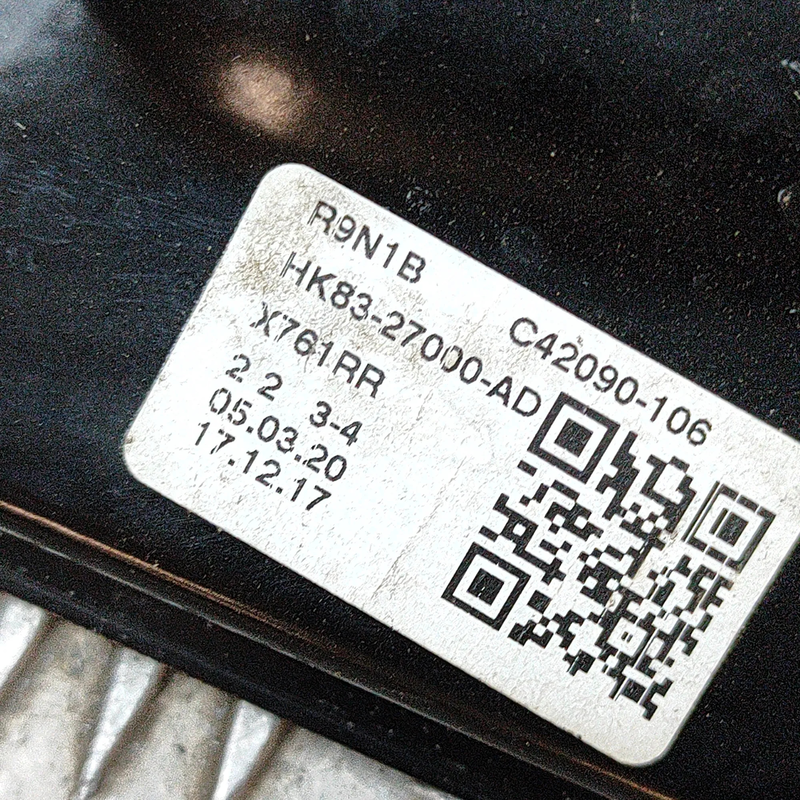 R9N1B C42090-106
HK83-27000-AD
X761RR
2 2 3-4
05.03.20
17.12.17